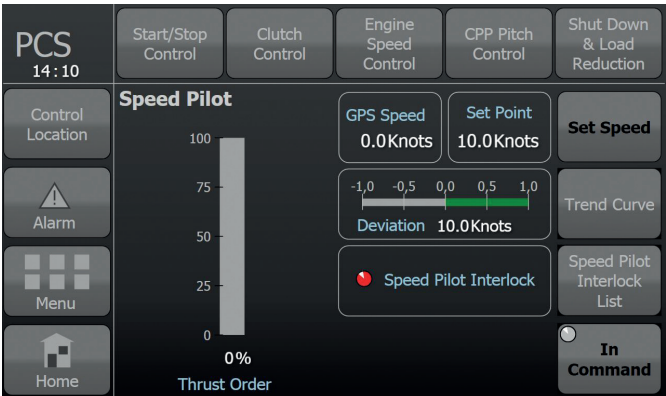 PCS
14:10
Start/Stop
Control
Clutch
Control
Engine
Speed
Control
CPP Pitch
Control
Shut Down
& Load
Reduction
Control
Location
Alarm
Menu
Home
Speed Pilot
100
75
50
25
0
0%
Thrust Order
GPS Speed
0.0Knots
Set Point
10.0Knots
-1,0 -0,5 0,0 0,5 1,0
Deviation 10.0Knots
Speed Pilot Interlock
Set Speed
Trend Curve
Speed Pilot
Interlock
List
In
Command